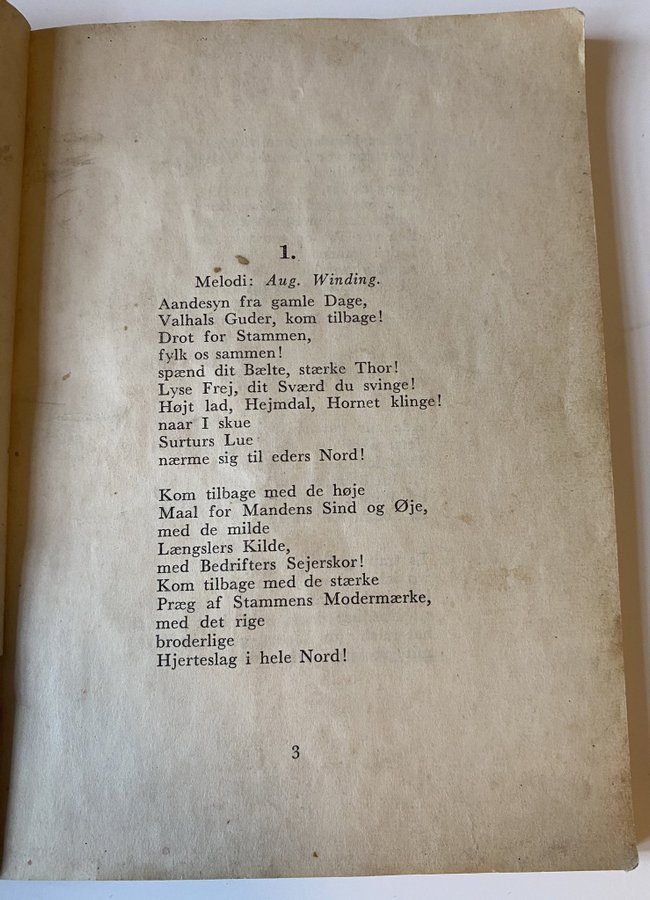 1.
Melodi: Aug. Winding.
Aandesyn fra gamle Dage,
Valhals Guder, kom tilbage!
Drot for Stammen,
fylk os sammen!
spænd dit Bælte, stærke Thor!
Lyse Frej, dit Sværd du svinge!
Højt lad, Hejmdal, Hornet klinge!
naar I skue
Surturs Lue
nærme sig til eders Nord!
Kom tilbage med de høje
Maal for Mandens Sind og Øje,
med de milde
Længslers Kilde,
med Bedrifters Sejerskor!
Kom tilbage med de stærke
Præg af Stammens Modermærke,
med det rige
broderlige
Hjerteslag i hele Nord!
3